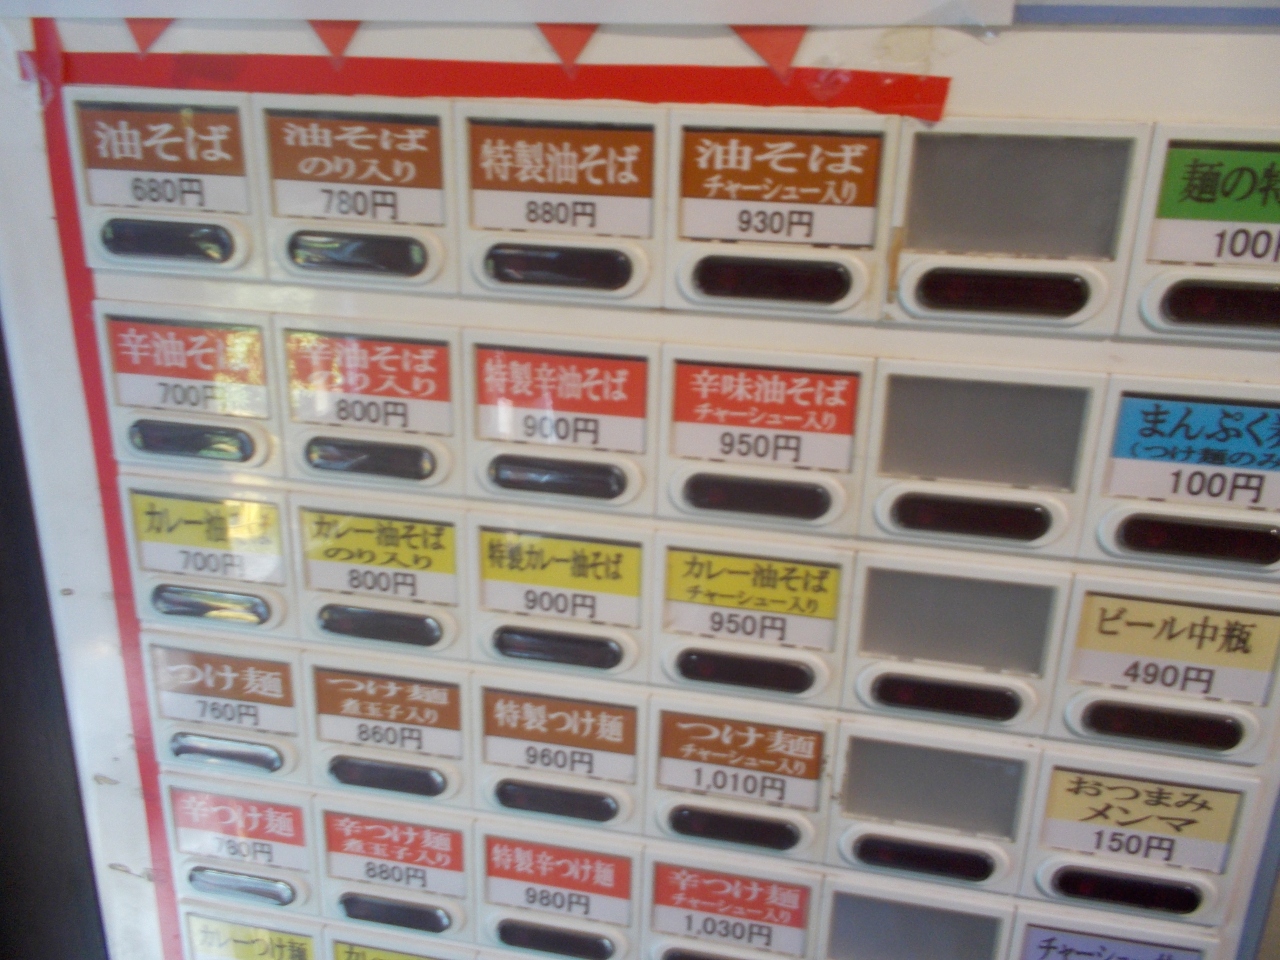 油そば
680円
油そば
のり入り
780円
特製油そば
880円
油そば
チャーシュー入り
930円
麺の特
100
辛油そば
700円
辛油そば
のり入り
800円
特製辛油そば
900円
辛味油そば
チャーシュー入り
950円
まんぷく
(つけ麺のみ
100円
カレー油そば
700円
カレー油そば
のり入り
800円
特製カレー油そば
900円
カレー油そば
チャーシュー入り
950円
ビール中瓶
490円
つけ麺
760円
つけ麺
煮玉子入り
860円
特製つけ麺
960円
つけ麺
チャーシュー入り
1,010円
おつまみ
メンマ
150円
辛つけ麺
780円
辛つけ麺
煮玉子入り
880円
特製辛つけ麺
980円
辛つけ麺
チャーシュー入り
1,030円
カレーつけ麺
チャーシュー